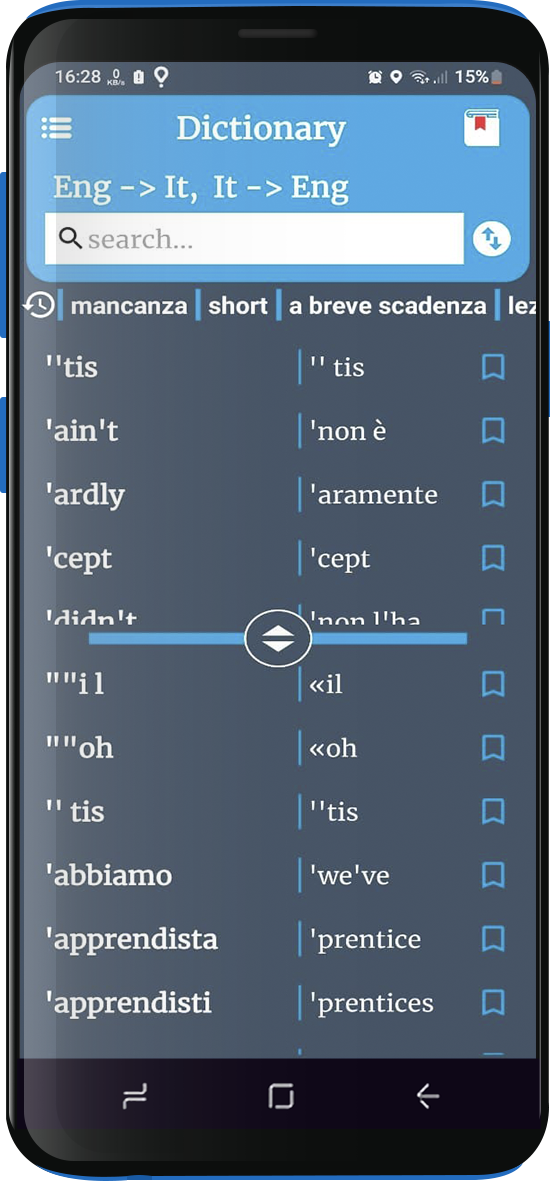 16:28 0 KB/s 15%
Dictionary
Eng -> It, It -> Eng
search...
mancanza short a breve scadenza lez
''tis '' tis
'ain't 'non è
'ardly 'aramente
'cept 'cept
'didn't 'non l'ha
""i l «il
""oh «oh
'' tis ''tis
'abbiamo 'we've
'apprendista 'prentice
'apprendisti 'prentices